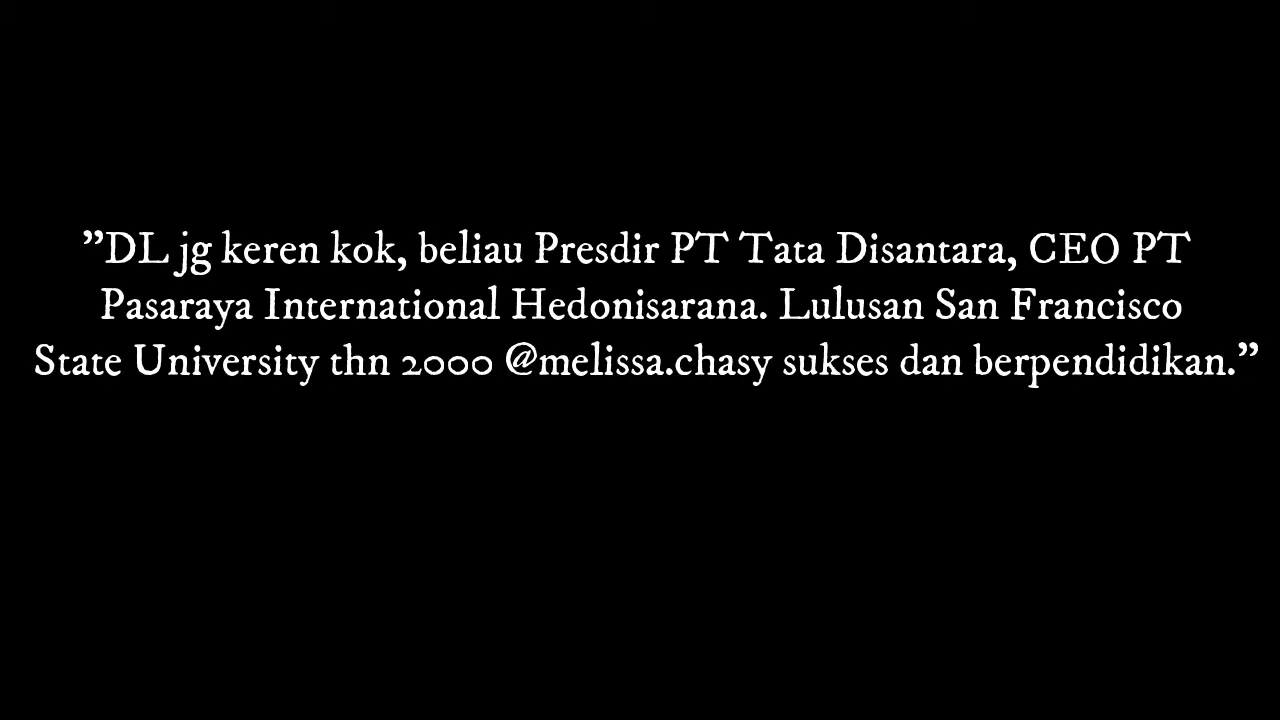 ”DL jg keren kok, beliau Presdir PT Tata Disantara, CEO PT
Pasaraya International Hedonisarana. Lulusan San Francisco
State University thn 2000 @melissa.chasy sukses dan berpendidikan.”